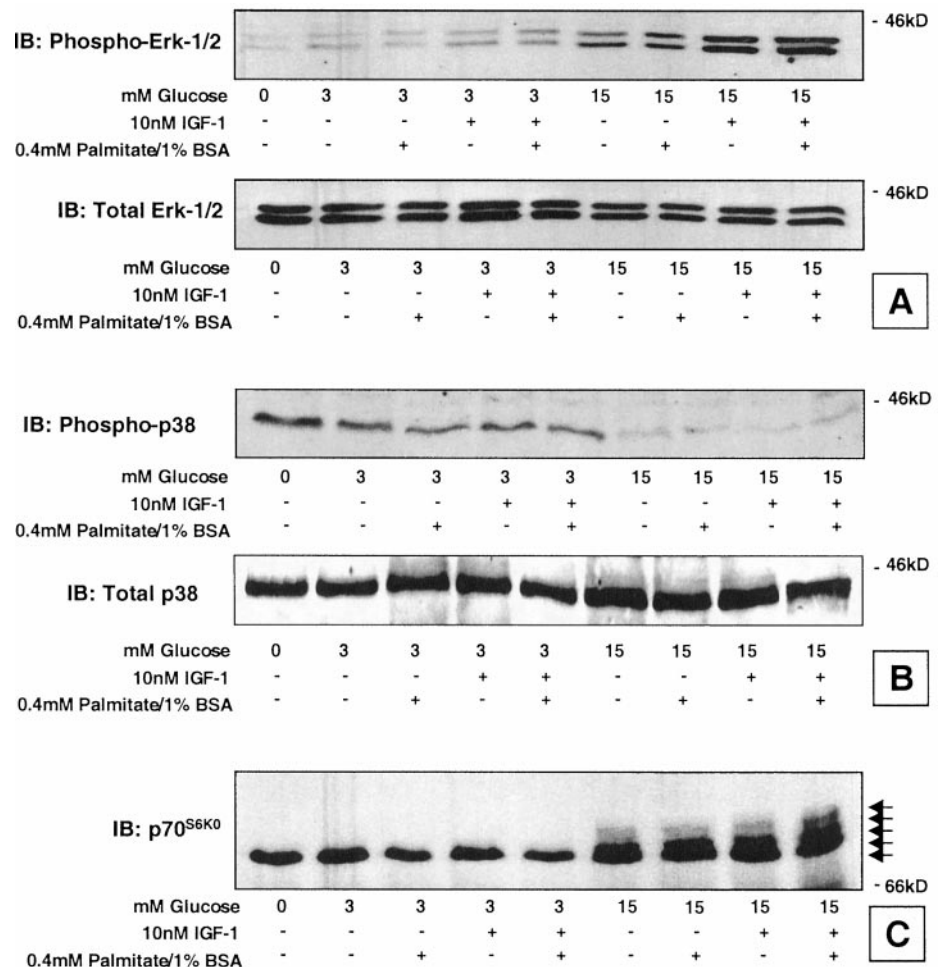 - 46kD
IB: Phospho-Erk-1/2
mM Glucose 0 3 3 3 3 15 15 15 15
10nM IGF-1 - - - + + - - + +
0.4mM Palmitate/1% BSA - - + - + - + - +
- 46kD
IB: Total Erk-1/2
mM Glucose 0 3 3 3 3 15 15 15 15
10nM IGF-1 - - - + + - - + +
0.4mM Palmitate/1% BSA - - + - + - + - +
A
- 46kD
IB: Phospho-p38
mM Glucose 0 3 3 3 3 15 15 15 15
10nM IGF-1 - - - + + - - + +
0.4mM Palmitate/1% BSA - - + - + - + - +
- 46kD
IB: Total p38
mM Glucose 0 3 3 3 3 15 15 15 15
10nM IGF-1 - - - + + - - + +
0.4mM Palmitate/1% BSA - - + - + - + - +
B
IB: p70S6K0
- 66kD
mM Glucose 0 3 3 3 3 15 15 15 15
10nM IGF-1 - - - + + - - + +
0.4mM Palmitate/1% BSA - - + - + - + - +
C